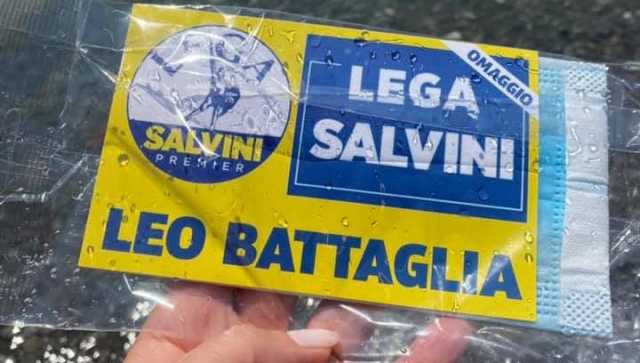 LEGA
SALVINI
PREMIER
LEGA
SALVINI
OMAGGIO
LEO BATTAGLIA